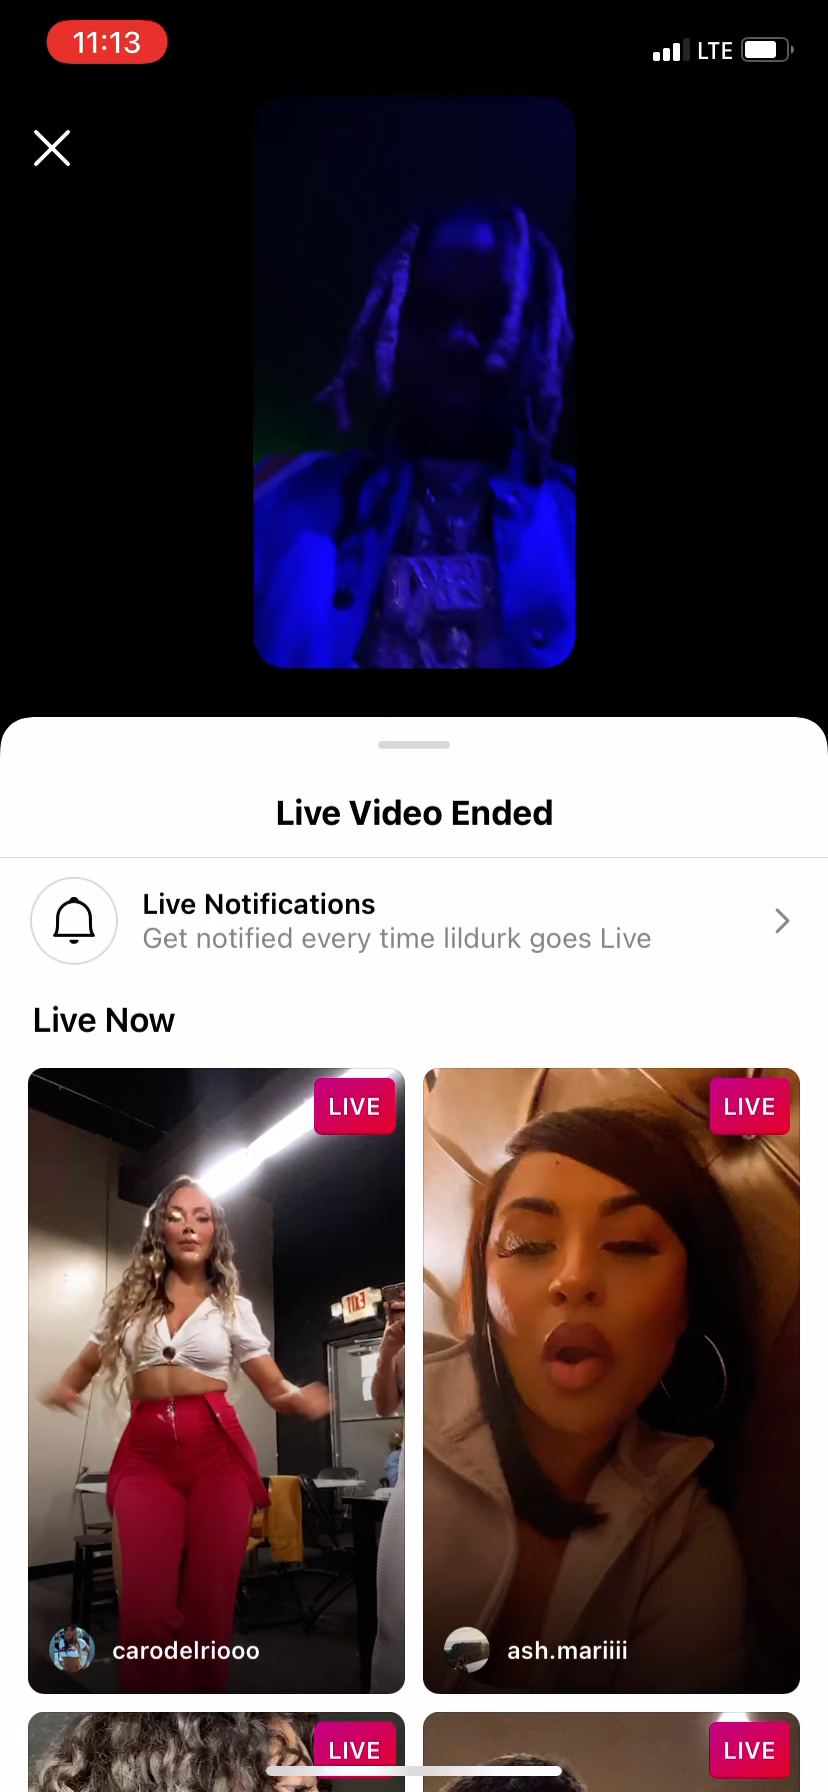 11:13
LTE
Live Video Ended
Live Notifications
Get notified every time lildurk goes Live
Live Now
LIVE
LIVE
EXIT
carodelriooo
ash.mariiii
LIVE
LIVE